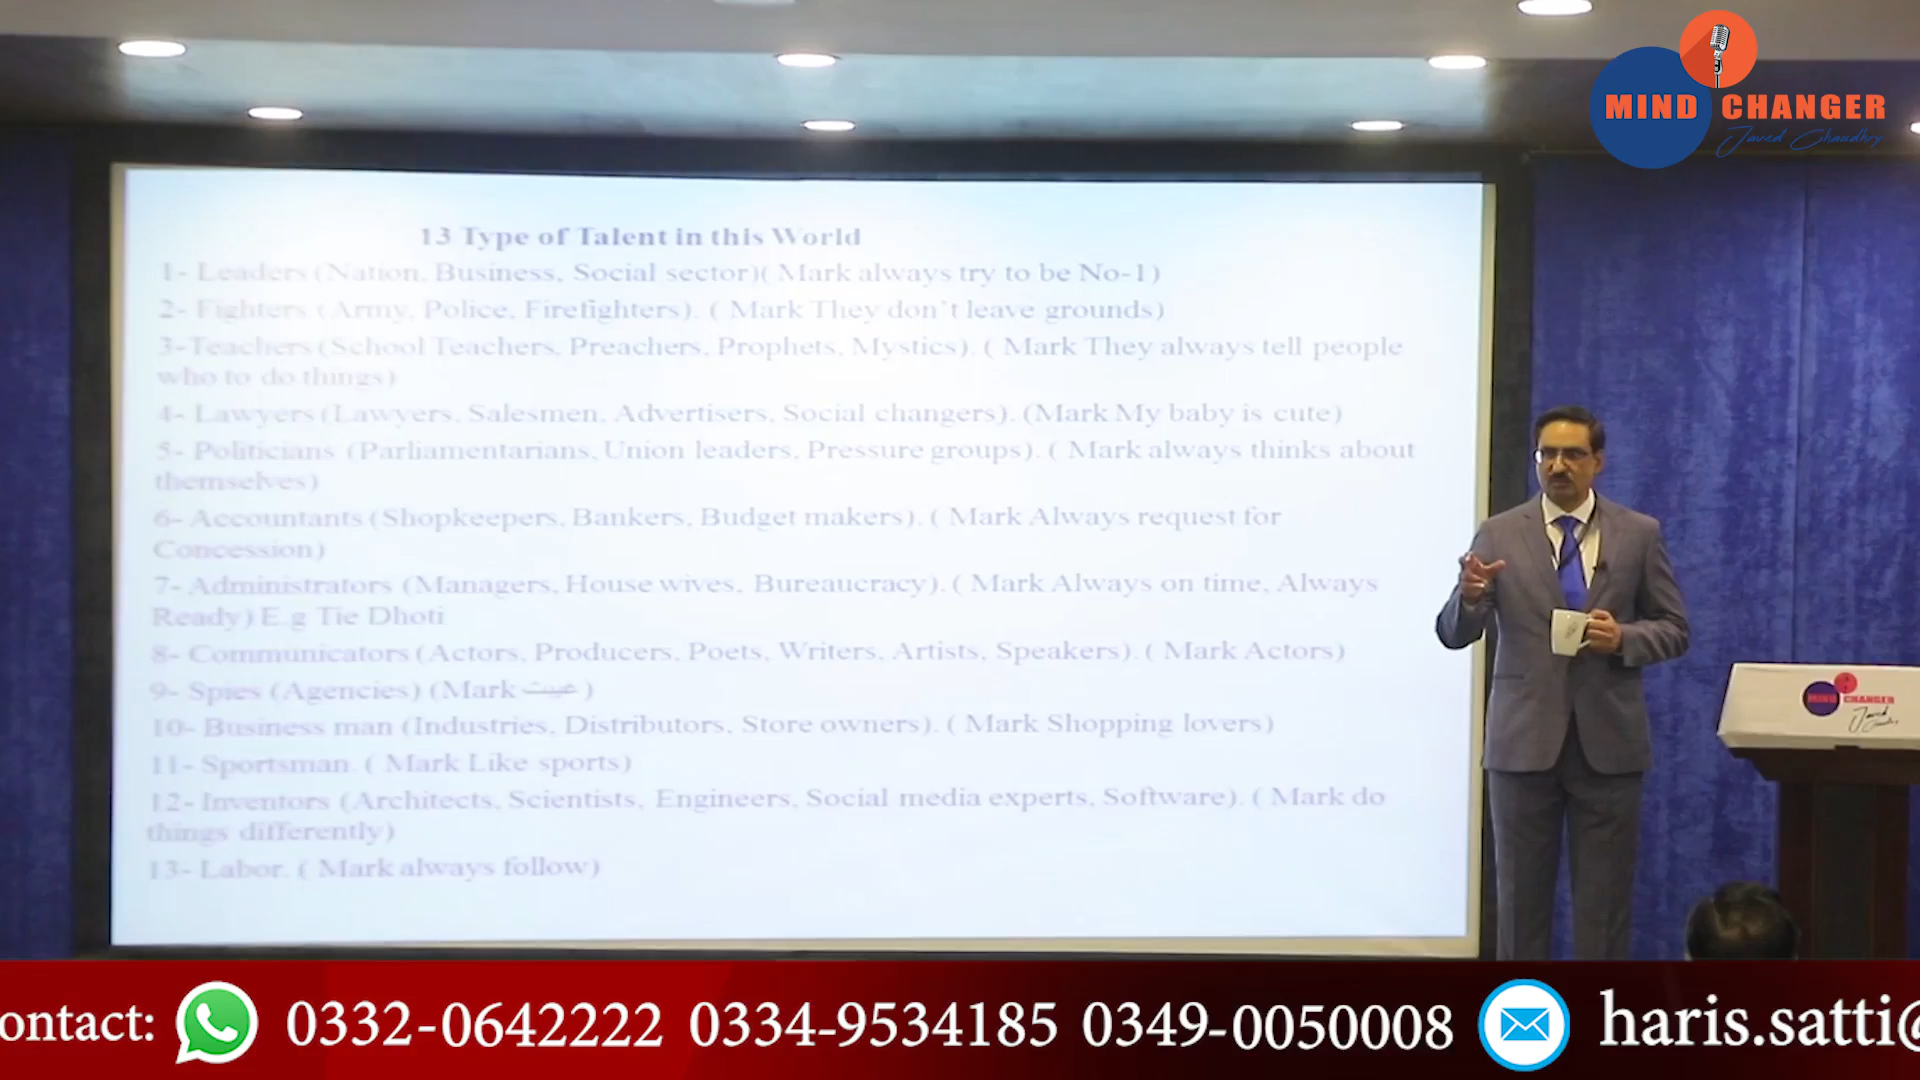 MIND CHANGER
Javed Chaudhry
13 Type of Talent in this World
1- Leaders (Nation, Business, Social sector)( Mark always try to be No-1)
2- Fighters (Army, Police, Firefighters). ( Mark They don't leave grounds)
3-Teachers (School Teachers, Preachers, Prophets, Mystics). ( Mark They always tell people
who to do things)
4- Lawyers (Lawyers, Salesmen, Advertisers, Social changers). (Mark My baby is cute)
5- Politicians (Parliamentarians, Union leaders, Pressure groups). ( Mark always thinks about
themselves)
6- Accountants (Shopkeepers, Bankers, Budget makers). ( Mark Always request for
Concession)
7- Administrators (Managers, House wives, Bureaucracy). ( Mark Always on time, Always
Ready) E.g Tie Dhoti
8- Communicators (Actors, Producers, Poets, Writers, Artists, Speakers). ( Mark Actors)
9- Spies (Agencies) (Mark )
10- Business man (Industries, Distributors, Store owners). ( Mark Shopping lovers)
11- Sportsman. ( Mark Like sports)
12- Inventors (Architects, Scientists, Engineers, Social media experts, Software). ( Mark do
things differently)
13- Labor. ( Mark always follow)
MIND CHANGER
ontact: 0332-0642222 0334-9534185 0349-0050008 haris.satti@